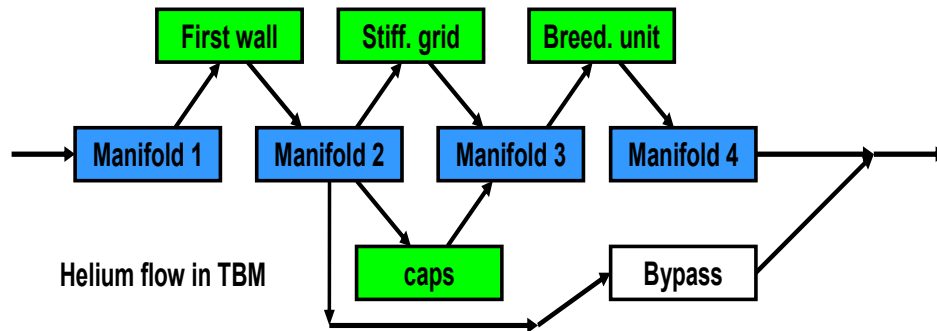 First wall
Stiff. grid
Breed. unit
Manifold 1
Manifold 2
Manifold 3
Manifold 4
Helium flow in TBM
caps
Bypass